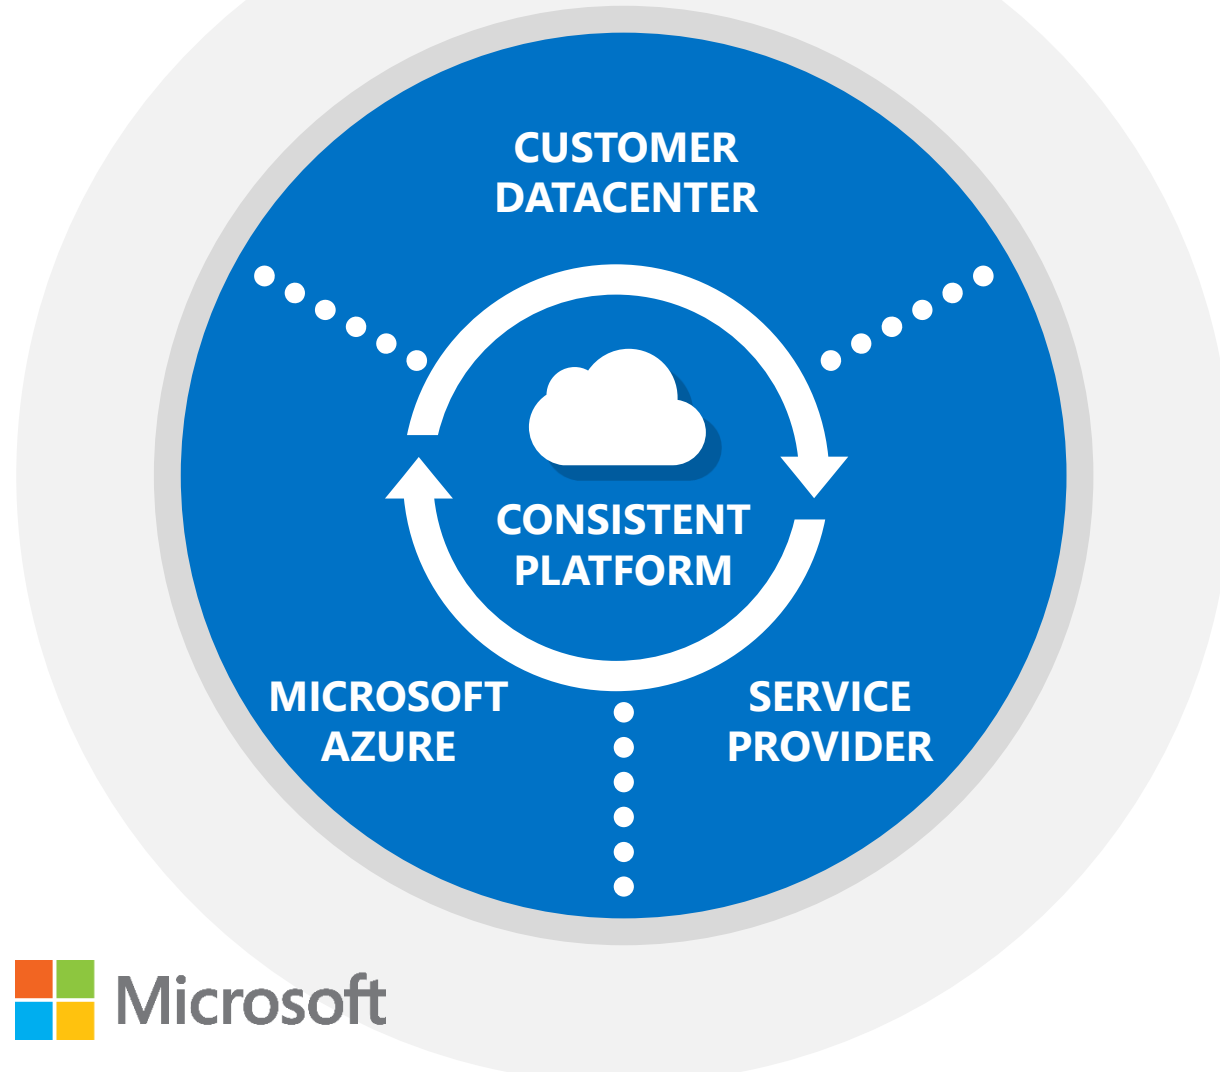 CUSTOMER
DATACENTER
CONSISTENT
PLATFORM
MICROSOFT
AZURE
SERVICE
PROVIDER
Microsoft